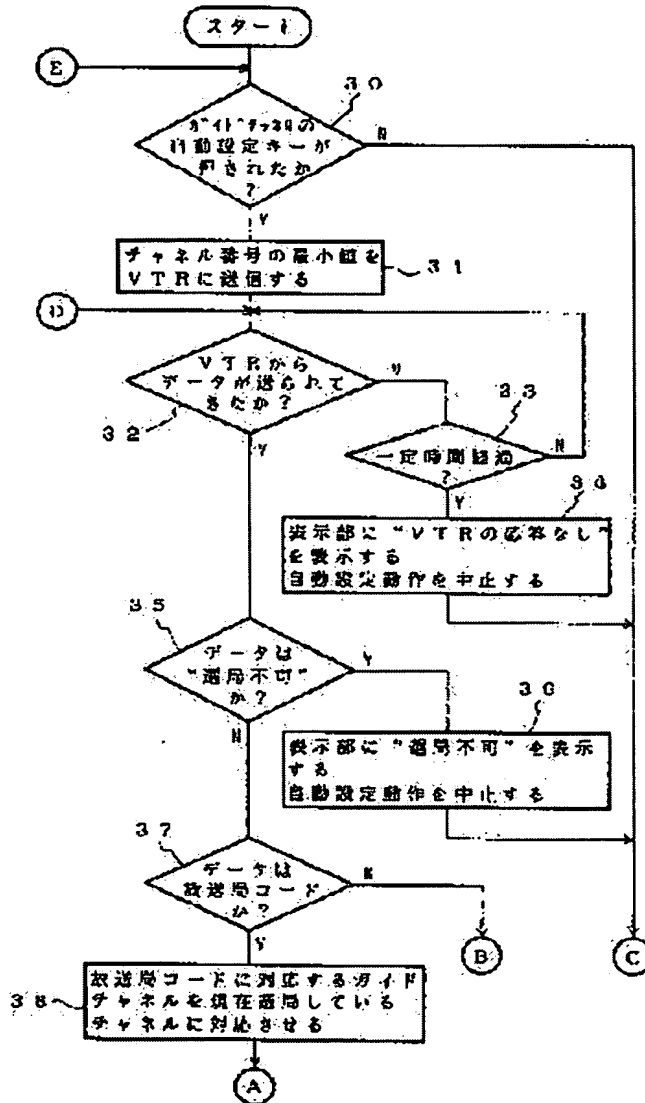 スタート
E
30
ガイドチャネルの
自動設定キーが
押されたか
?
N
Y
チャネル番号の最小値を
VTRに送信する
31
D
VTRから
データが送られて
きたか?
N
32
Y
23
一定時間経過
?
N
Y
34
表示部に“VTRの応答なし”
を表示する
自動設定動作を中止する
35
データは
“選局不可”
か?
Y
N
36
表示部に“選局不可”を表示
する
自動設定動作を中止する
37
データは
放送局コード
か?
N
Y
B
C
38
放送局コードに対応するガイド
チャネルを現在選局している
チャネルに対応させる
A